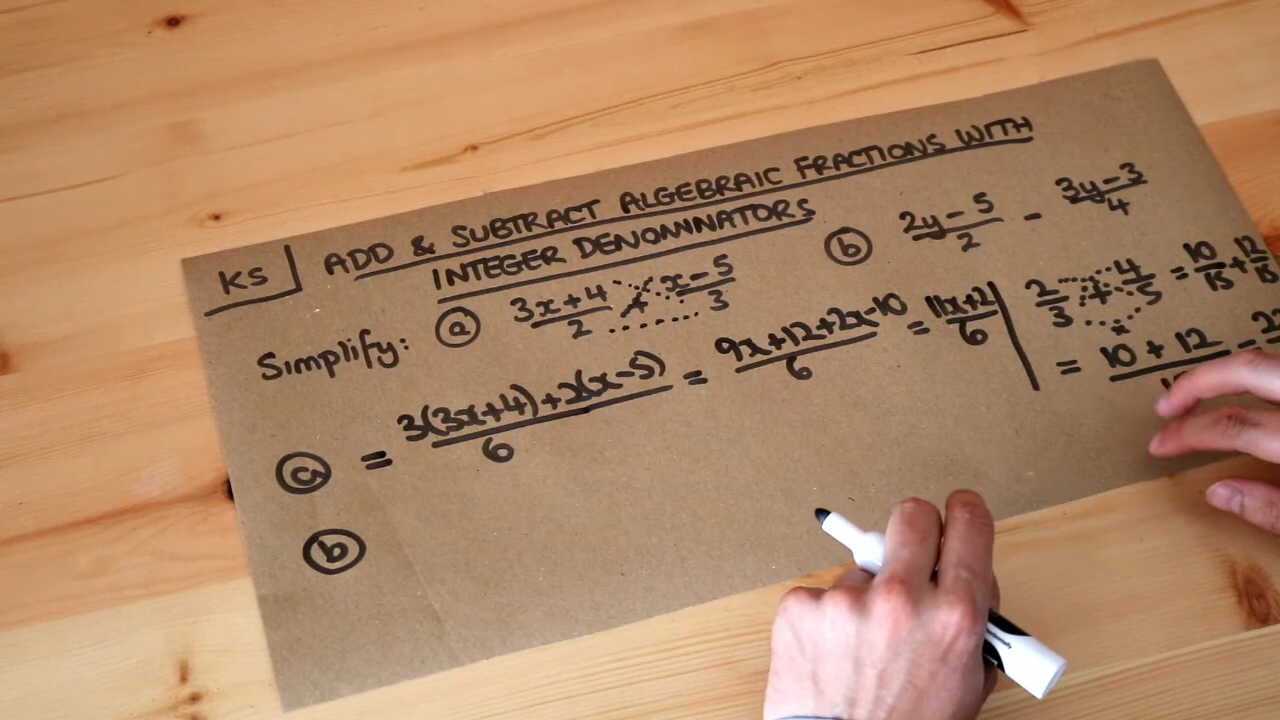 KS
ADD & SUBTRACT ALGEBRAIC FRACTIONS WITH
INTEGER DENOMINATORS
Simplify: (a) (3x+4)/2 + (x-5)/3
(b) (2y-5)/2 - (3y-3)/4
(a) = (3(3x+4)+2(x-5))/6 = (9x+12+2x-10)/6 = (11x+2)/6
2/3 + 4/5 = 10/15 + 12/15
= 10 + 12
(b)